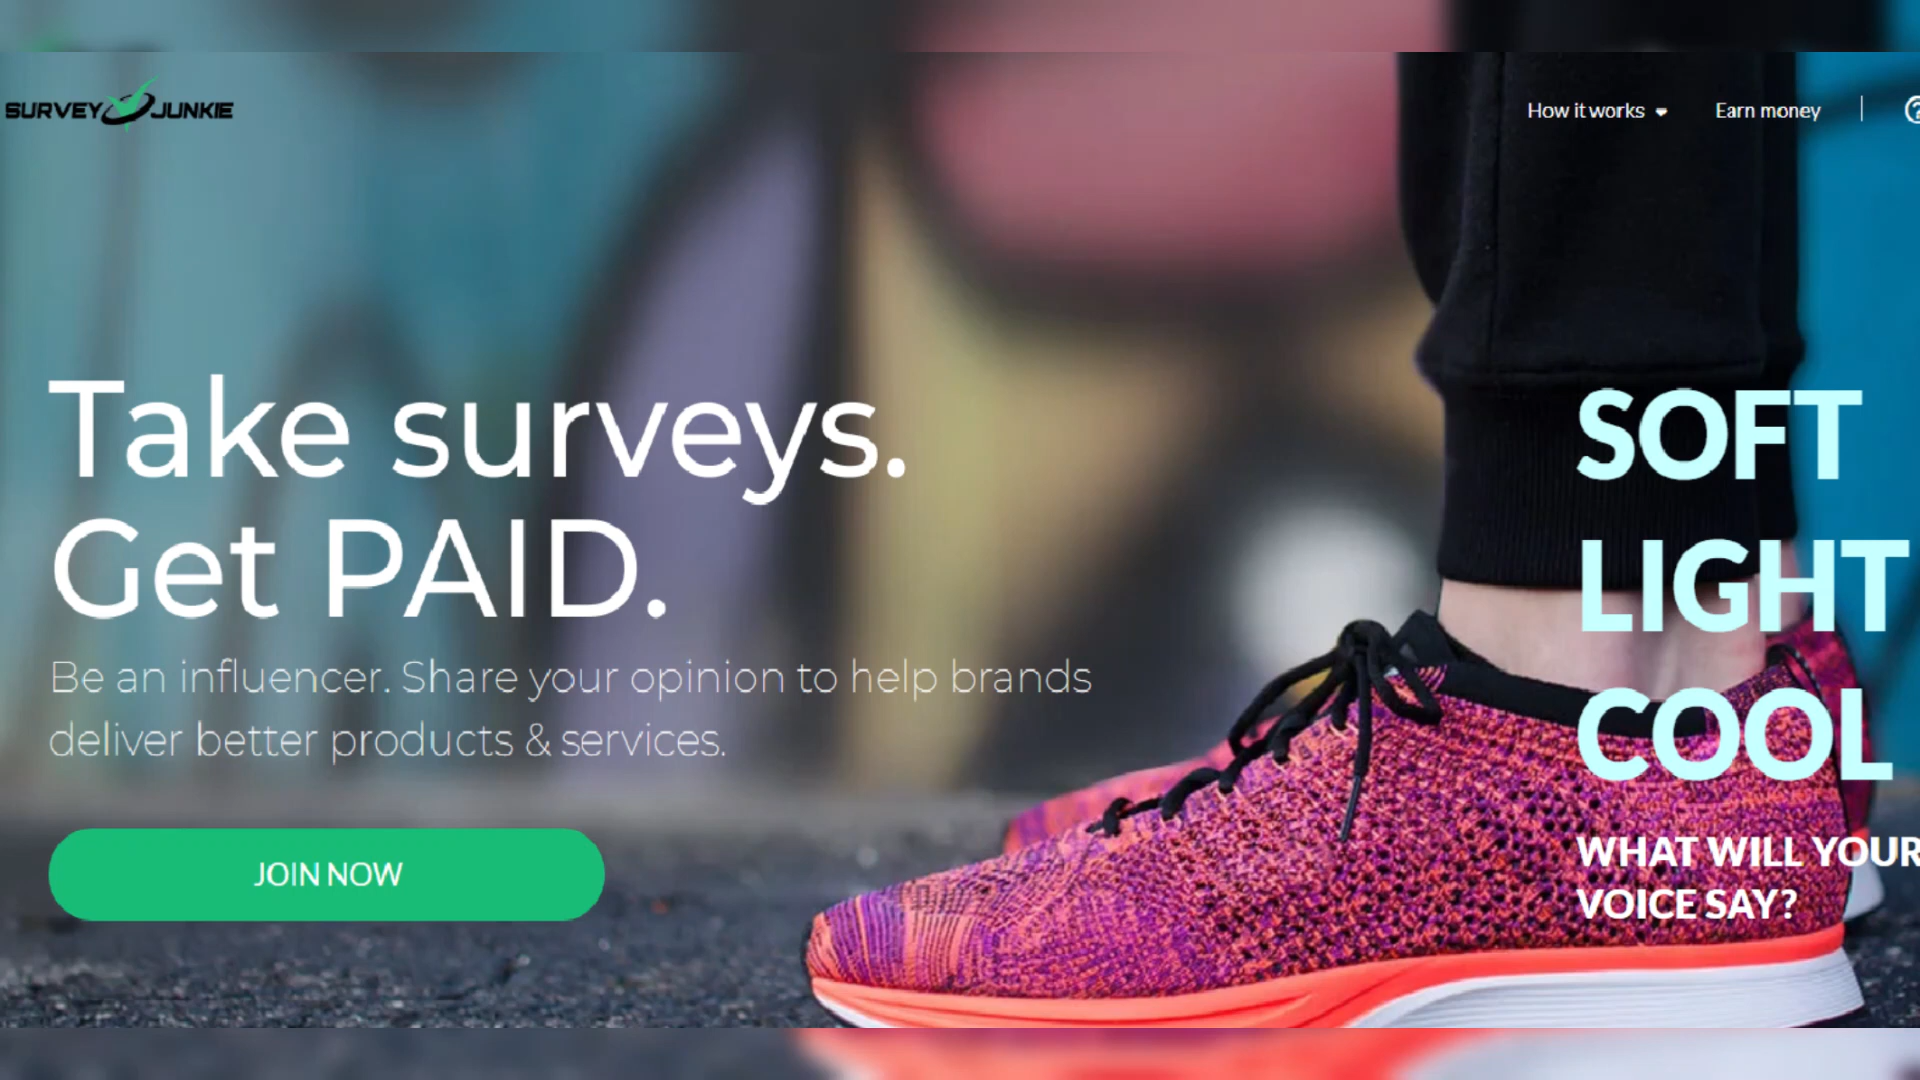 SURVEY JUNKIE
How it works
Earn money
Take surveys.
Get PAID.
Be an influencer. Share your opinion to help brands
deliver better products & services.
JOIN NOW
SOFT
LIGHT
COOL
WHAT WILL YOUR
VOICE SAY?